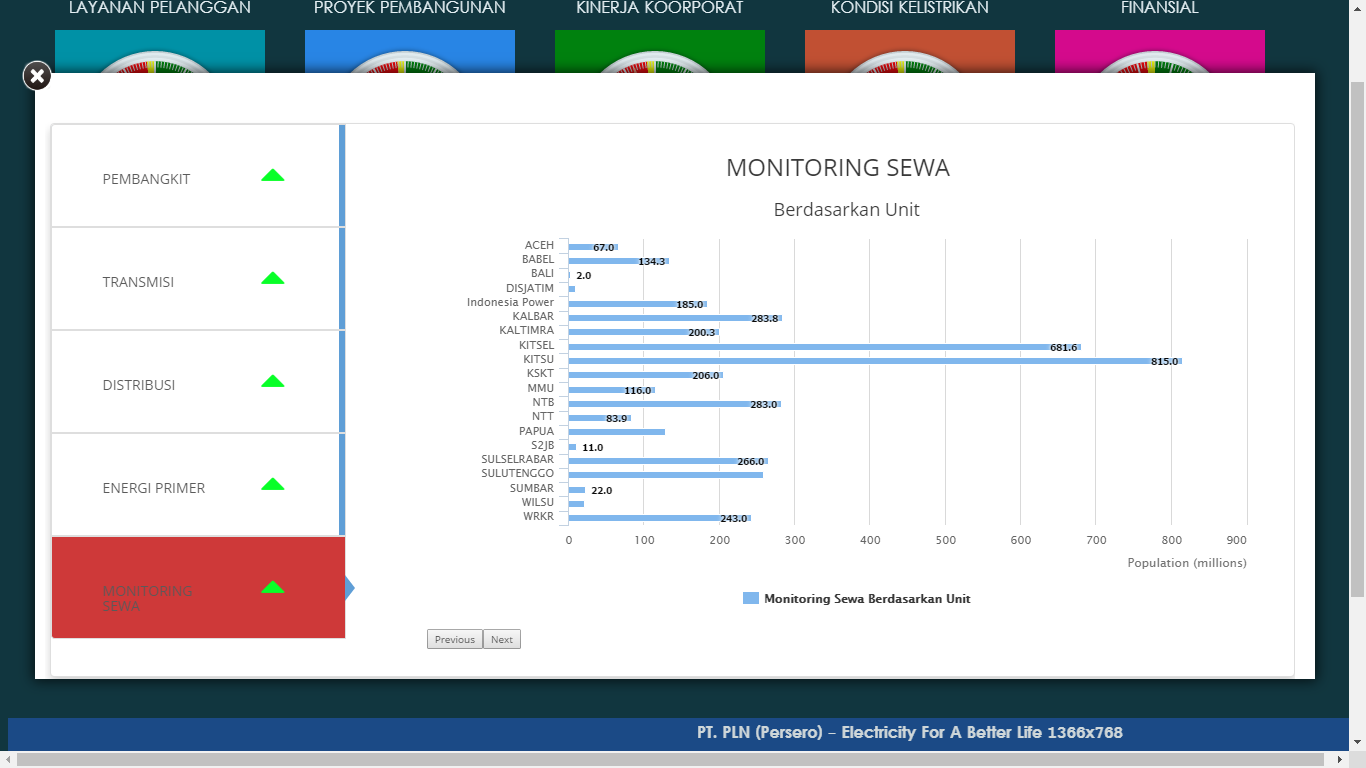 LAYANAN PELANGGAN
PROYEK PEMBANGUNAN
KINERJA KOORPORAT
KONDISI KELISTRIKAN
FINANSIAL
PEMBANGKIT
TRANSMISI
DISTRIBUSI
ENERGI PRIMER
MONITORING
SEWA
MONITORING SEWA
Berdasarkan Unit
ACEH 67.0
BABEL 134.3
BALI 2.0
DISJATIM
Indonesia Power 185.0
KALBAR 283.8
KALTIMRA 200.3
KITSEL 681.6
KITSU 815.0
KSKT 206.0
MMU 116.0
NTB 283.0
NTT 83.9
PAPUA
S2JB 11.0
SULSELRABAR 266.0
SULUTENGGO
SUMBAR 22.0
WILSU
WRKR 243.0
0 100 200 300 400 500 600 700 800 900
Population (millions)
Monitoring Sewa Berdasarkan Unit
Previous Next
PT. PLN (Persero) – Electricity For A Better Life 1366x768